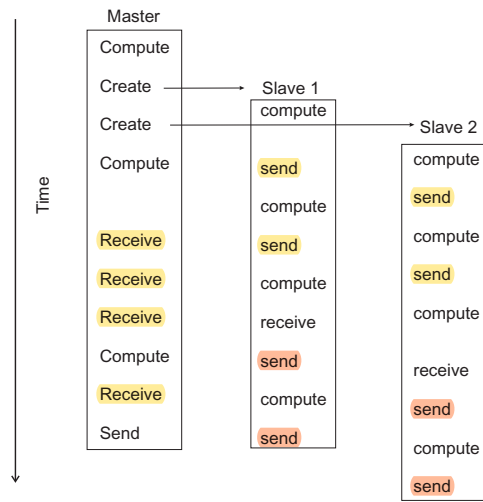 Time
Master
Compute
Create
Create
Compute
Receive
Receive
Receive
Compute
Receive
Send
Slave 1
compute
send
compute
send
compute
receive
send
compute
send
Slave 2
compute
send
compute
send
compute
receive
send
compute
send